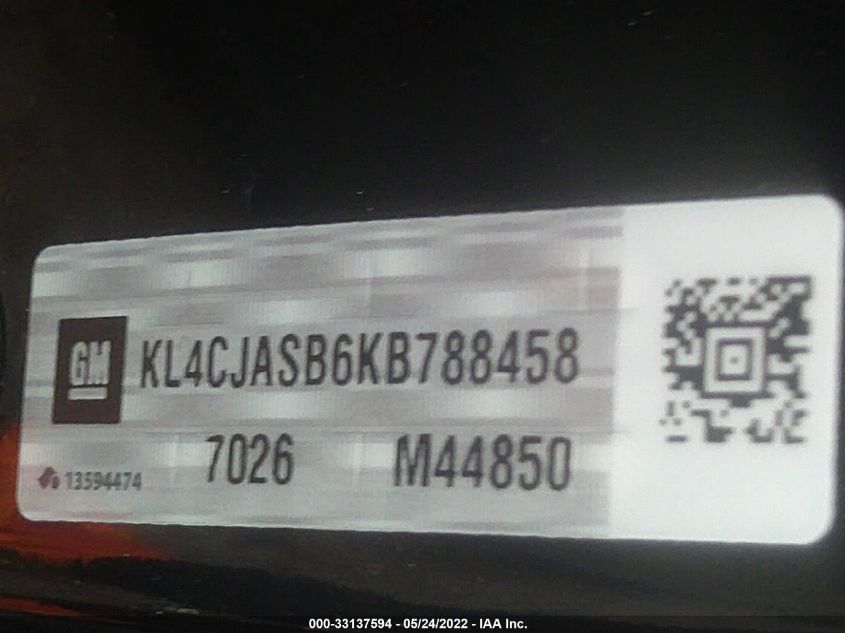 GM KL4CJASB6KB788458
13594474 7026 M44850
000-33137594 - 05/24/2022 - IAA Inc.